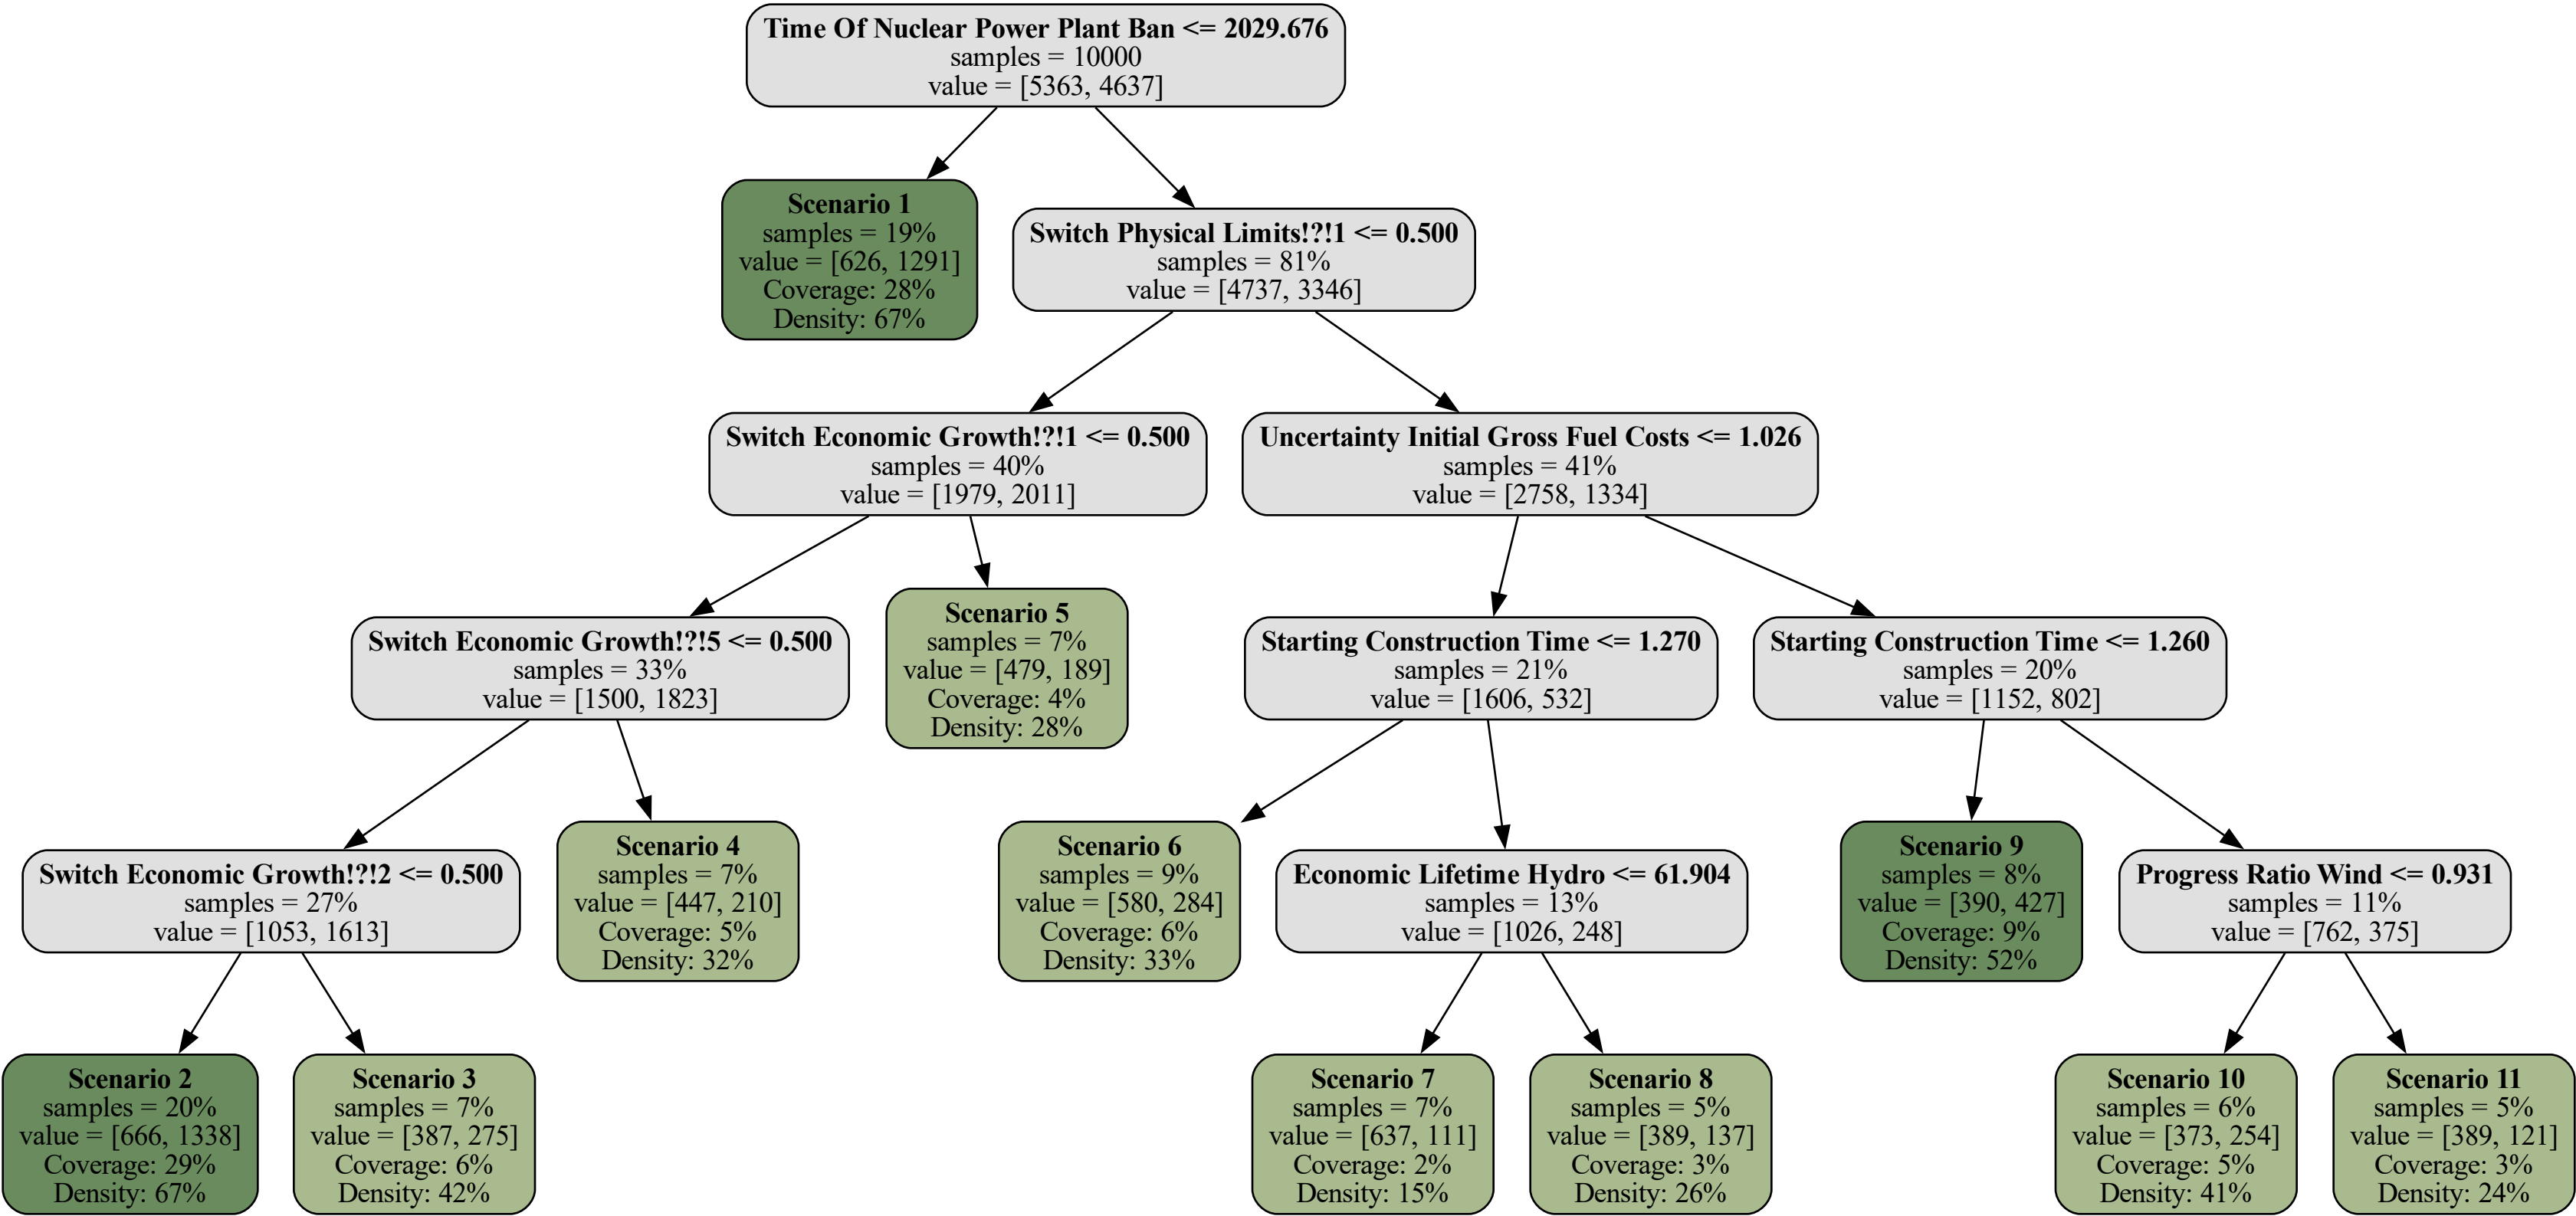 Time Of Nuclear Power Plant Ban <= 2029.676
samples = 10000
value = [5363, 4637]
Scenario 1
samples = 19%
value = [626, 1291]
Coverage: 28%
Density: 67%
Switch Physical Limits!?!1 <= 0.500
samples = 81%
value = [4737, 3346]
Switch Economic Growth!?!1 <= 0.500
samples = 40%
value = [1979, 2011]
Uncertainty Initial Gross Fuel Costs <= 1.026
samples = 41%
value = [2758, 1334]
Switch Economic Growth!?!5 <= 0.500
samples = 33%
value = [1500, 1823]
Scenario 5
samples = 7%
value = [479, 189]
Coverage: 4%
Density: 28%
Starting Construction Time <= 1.270
samples = 21%
value = [1606, 532]
Starting Construction Time <= 1.260
samples = 20%
value = [1152, 802]
Switch Economic Growth!?!2 <= 0.500
samples = 27%
value = [1053, 1613]
Scenario 4
samples = 7%
value = [447, 210]
Coverage: 5%
Density: 32%
Scenario 6
samples = 9%
value = [580, 284]
Coverage: 6%
Density: 33%
Economic Lifetime Hydro <= 61.904
samples = 13%
value = [1026, 248]
Scenario 9
samples = 8%
value = [390, 427]
Coverage: 9%
Density: 52%
Progress Ratio Wind <= 0.931
samples = 11%
value = [762, 375]
Scenario 2
samples = 20%
value = [666, 1338]
Coverage: 29%
Density: 67%
Scenario 3
samples = 7%
value = [387, 275]
Coverage: 6%
Density: 42%
Scenario 7
samples = 7%
value = [637, 111]
Coverage: 2%
Density: 15%
Scenario 8
samples = 5%
value = [389, 137]
Coverage: 3%
Density: 26%
Scenario 10
samples = 6%
value = [373, 254]
Coverage: 5%
Density: 41%
Scenario 11
samples = 5%
value = [389, 121]
Coverage: 3%
Density: 24%